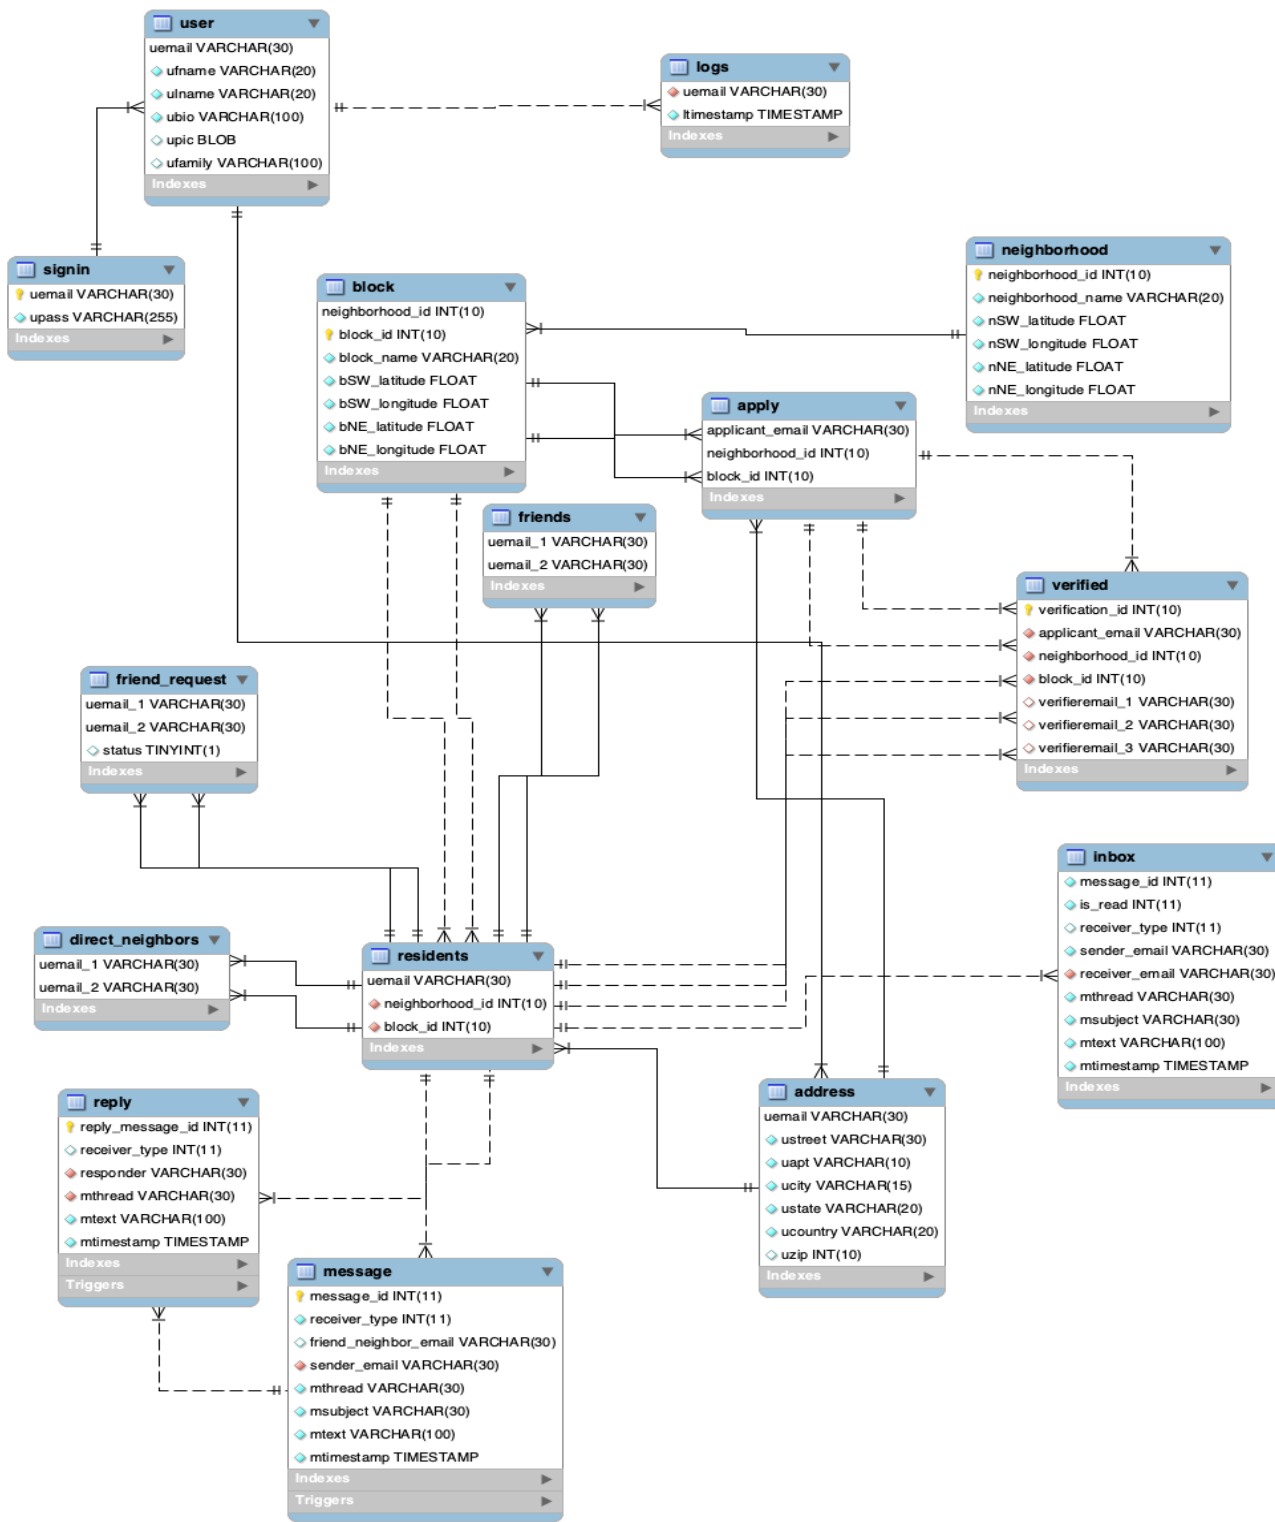 user
uemail VARCHAR(30)
ufname VARCHAR(20)
ulname VARCHAR(20)
ubio VARCHAR(100)
upic BLOB
ufamily VARCHAR(100)
Indexes
logs
uemail VARCHAR(30)
ltimestamp TIMESTAMP
Indexes
signin
uemail VARCHAR(30)
upass VARCHAR(255)
Indexes
block
neighborhood_id INT(10)
block_id INT(10)
block_name VARCHAR(20)
bSW_latitude FLOAT
bSW_longitude FLOAT
bNE_latitude FLOAT
bNE_longitude FLOAT
Indexes
neighborhood
neighborhood_id INT(10)
neighborhood_name VARCHAR(20)
nSW_latitude FLOAT
nSW_longitude FLOAT
nNE_latitude FLOAT
nNE_longitude FLOAT
Indexes
apply
applicant_email VARCHAR(30)
neighborhood_id INT(10)
block_id INT(10)
Indexes
friends
uemail_1 VARCHAR(30)
uemail_2 VARCHAR(30)
Indexes
verified
verification_id INT(10)
applicant_email VARCHAR(30)
neighborhood_id INT(10)
block_id INT(10)
verifieremail_1 VARCHAR(30)
verifieremail_2 VARCHAR(30)
verifieremail_3 VARCHAR(30)
Indexes
friend_request
uemail_1 VARCHAR(30)
uemail_2 VARCHAR(30)
status TINYINT(1)
Indexes
inbox
message_id INT(11)
is_read INT(11)
receiver_type INT(11)
sender_email VARCHAR(30)
receiver_email VARCHAR(30)
mthread VARCHAR(30)
msubject VARCHAR(30)
mtext VARCHAR(100)
mtimestamp TIMESTAMP
Indexes
direct_neighbors
uemail_1 VARCHAR(30)
uemail_2 VARCHAR(30)
Indexes
residents
uemail VARCHAR(30)
neighborhood_id INT(10)
block_id INT(10)
Indexes
address
uemail VARCHAR(30)
ustreet VARCHAR(30)
uapt VARCHAR(10)
ucity VARCHAR(15)
ustate VARCHAR(20)
ucountry VARCHAR(20)
uzip INT(10)
Indexes
reply
reply_message_id INT(11)
receiver_type INT(11)
responder VARCHAR(30)
mthread VARCHAR(30)
mtext VARCHAR(100)
mtimestamp TIMESTAMP
Indexes
Triggers
message
message_id INT(11)
receiver_type INT(11)
friend_neighbor_email VARCHAR(30)
sender_email VARCHAR(30)
mthread VARCHAR(30)
msubject VARCHAR(30)
mtext VARCHAR(100)
mtimestamp TIMESTAMP
Indexes
Triggers